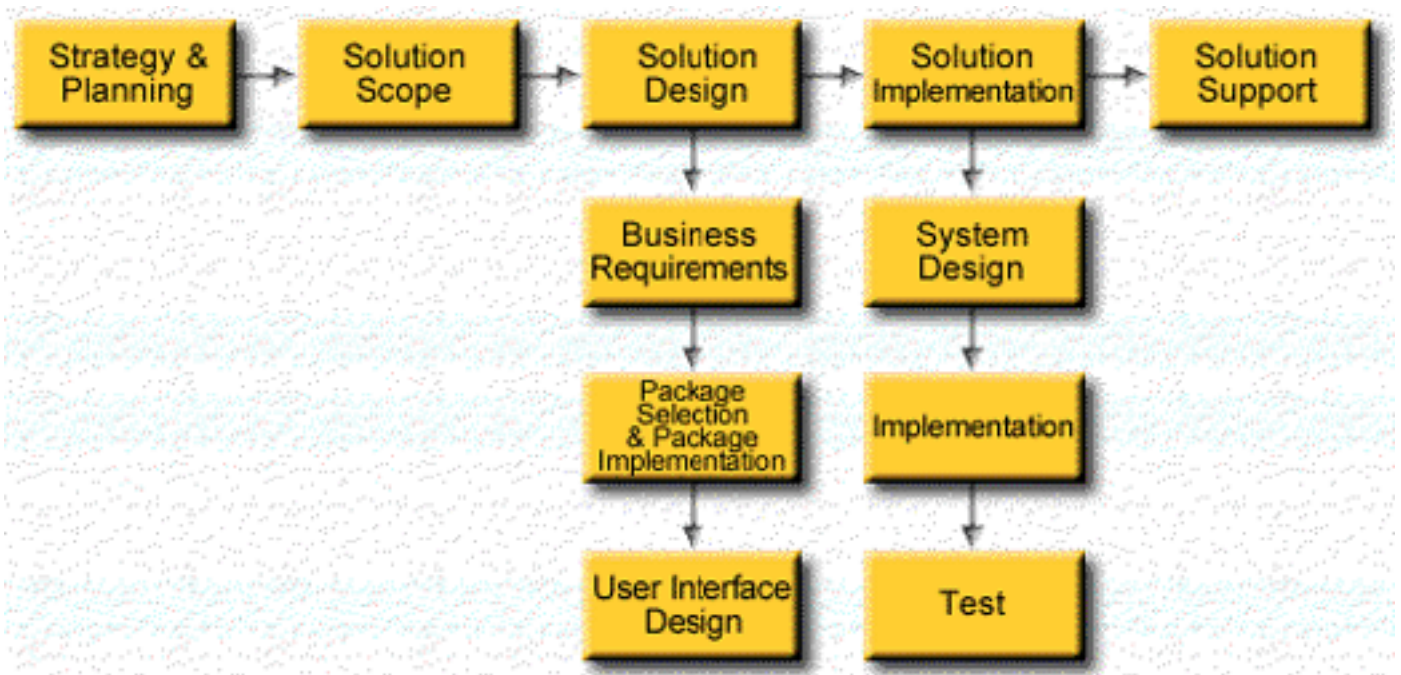 Strategy &
Planning
Solution
Scope
Solution
Design
Solution
Implementation
Solution
Support
Business
Requirements
System
Design
Package
Selection
& Package
Implementation
Implementation
User Interface
Design
Test